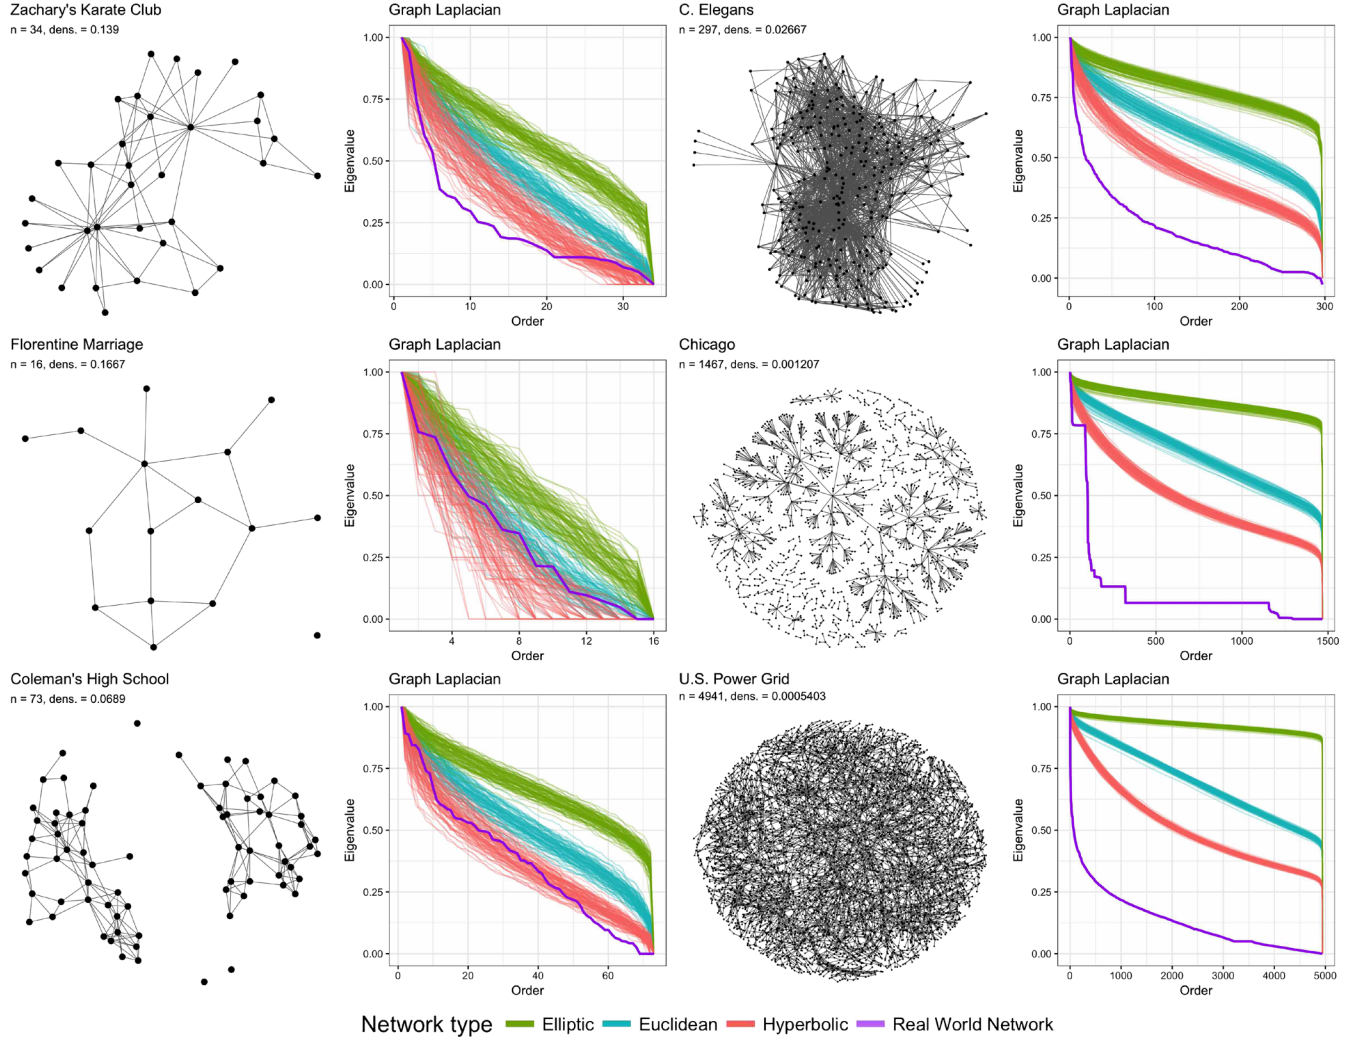 Zachary's Karate Club
n = 34, dens. = 0.139
Graph Laplacian
1.00
0.75
0.50
0.25
0.00
Eigenvalue
0 10 20 30
Order
C. Elegans
n = 297, dens. = 0.02667
Graph Laplacian
1.00
0.75
0.50
0.25
0.00
Eigenvalue
0 100 200 300
Order
Florentine Marriage
n = 16, dens. = 0.1667
Graph Laplacian
1.00
0.75
0.50
0.25
0.00
Eigenvalue
4 8 12 16
Order
Chicago
n = 1467, dens. = 0.001207
Graph Laplacian
1.00
0.75
0.50
0.25
0.00
Eigenvalue
0 500 1000 1500
Order
Coleman's High School
n = 73, dens. = 0.0689
Graph Laplacian
1.00
0.75
0.50
0.25
0.00
Eigenvalue
0 20 40 60
Order
U.S. Power Grid
n = 4941, dens. = 0.0005403
Graph Laplacian
1.00
0.75
0.50
0.25
0.00
Eigenvalue
0 1000 2000 3000 4000 5000
Order
Network type Elliptic Euclidean Hyperbolic Real World Network